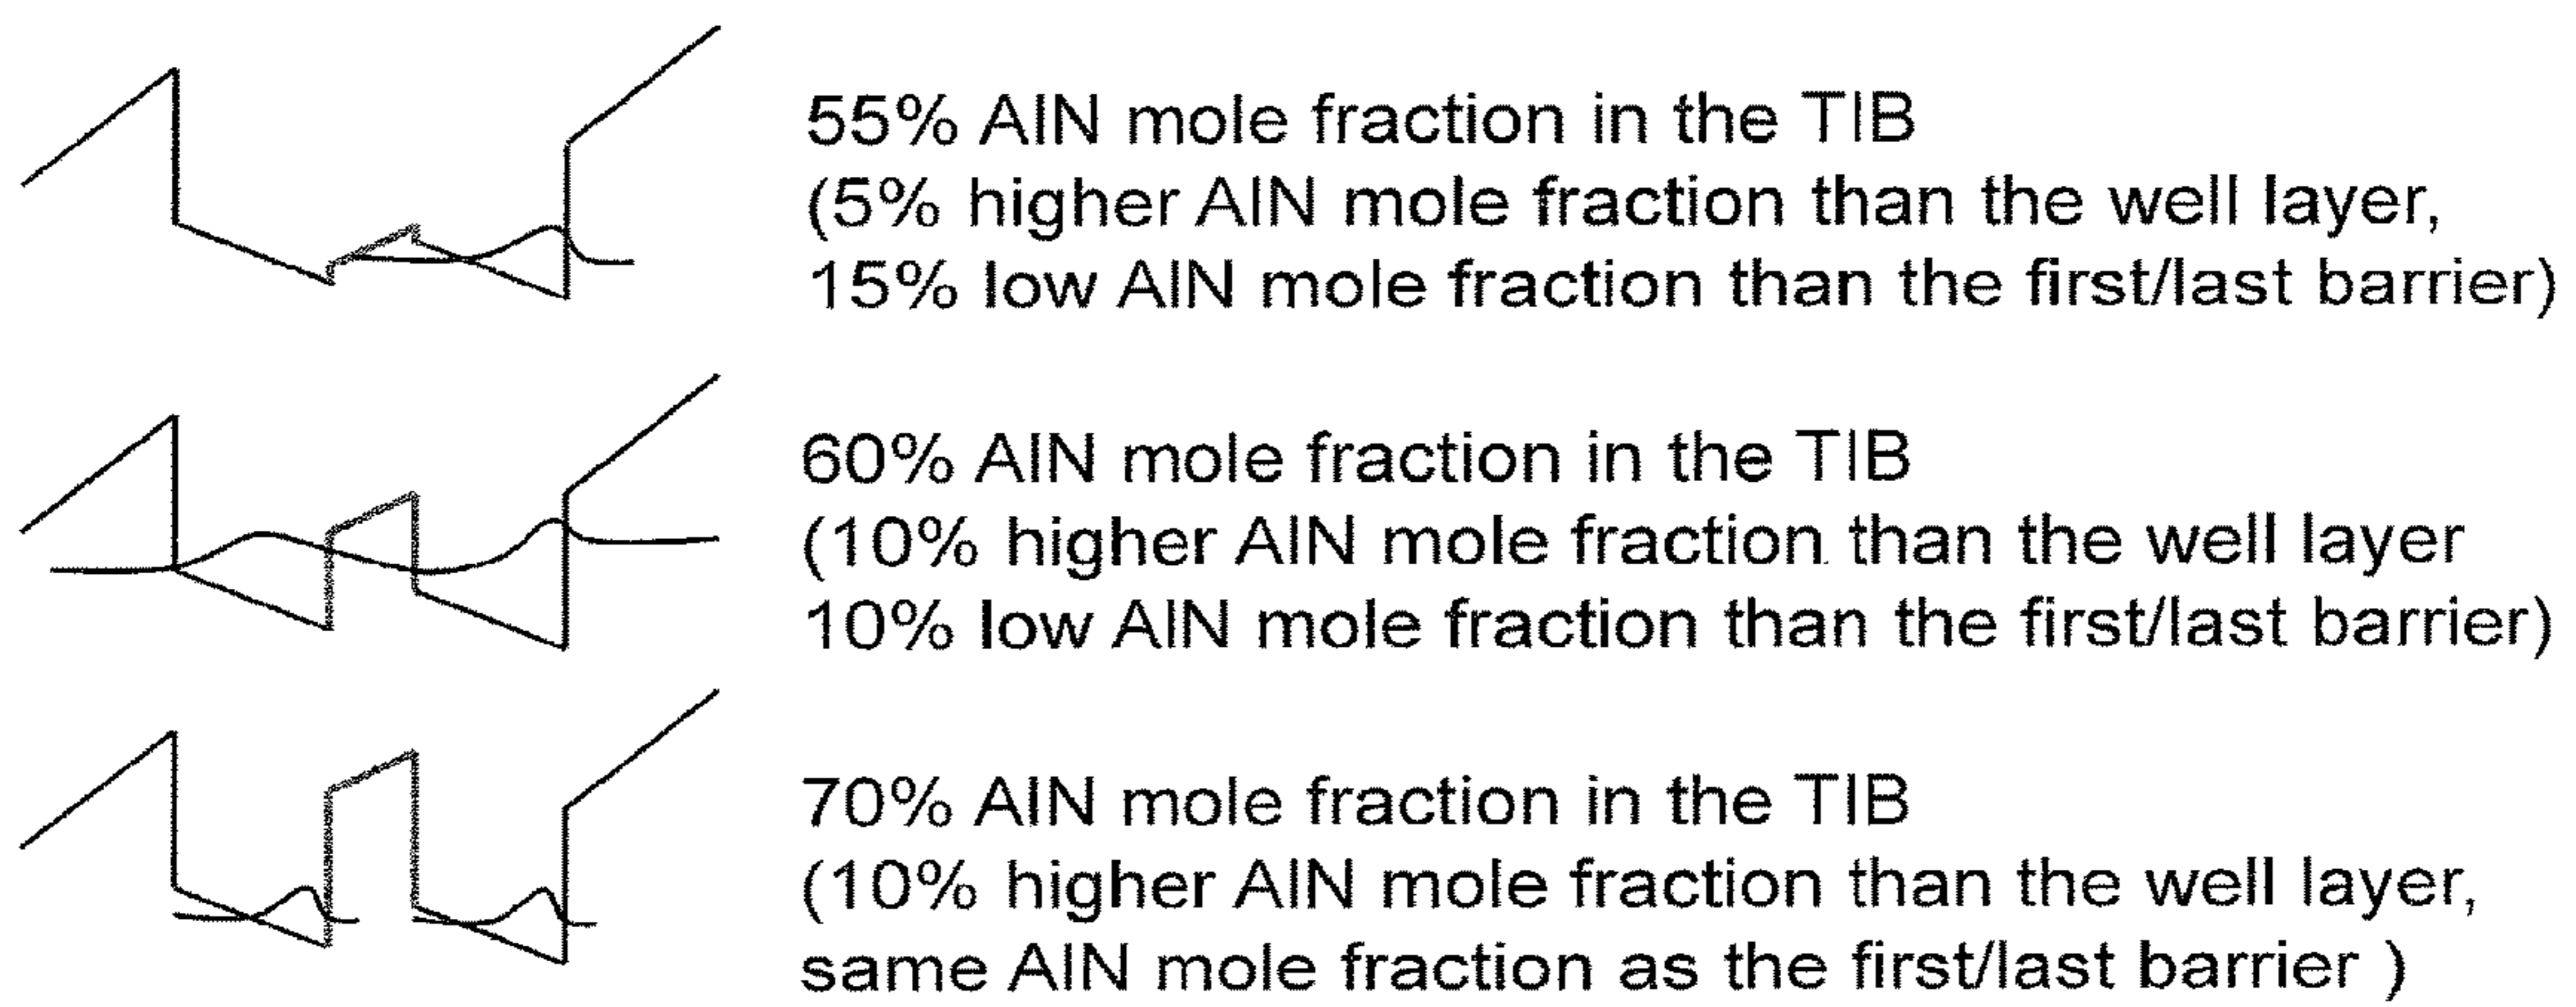 55% AlN mole fraction in the TIB
(5% higher AlN mole fraction than the well layer,
15% low AlN mole fraction than the first/last barrier)
60% AlN mole fraction in the TIB
(10% higher AlN mole fraction than the well layer
10% low AlN mole fraction than the first/last barrier)
70% AlN mole fraction in the TIB
(10% higher AlN mole fraction than the well layer,
same AlN mole fraction as the first/last barrier )